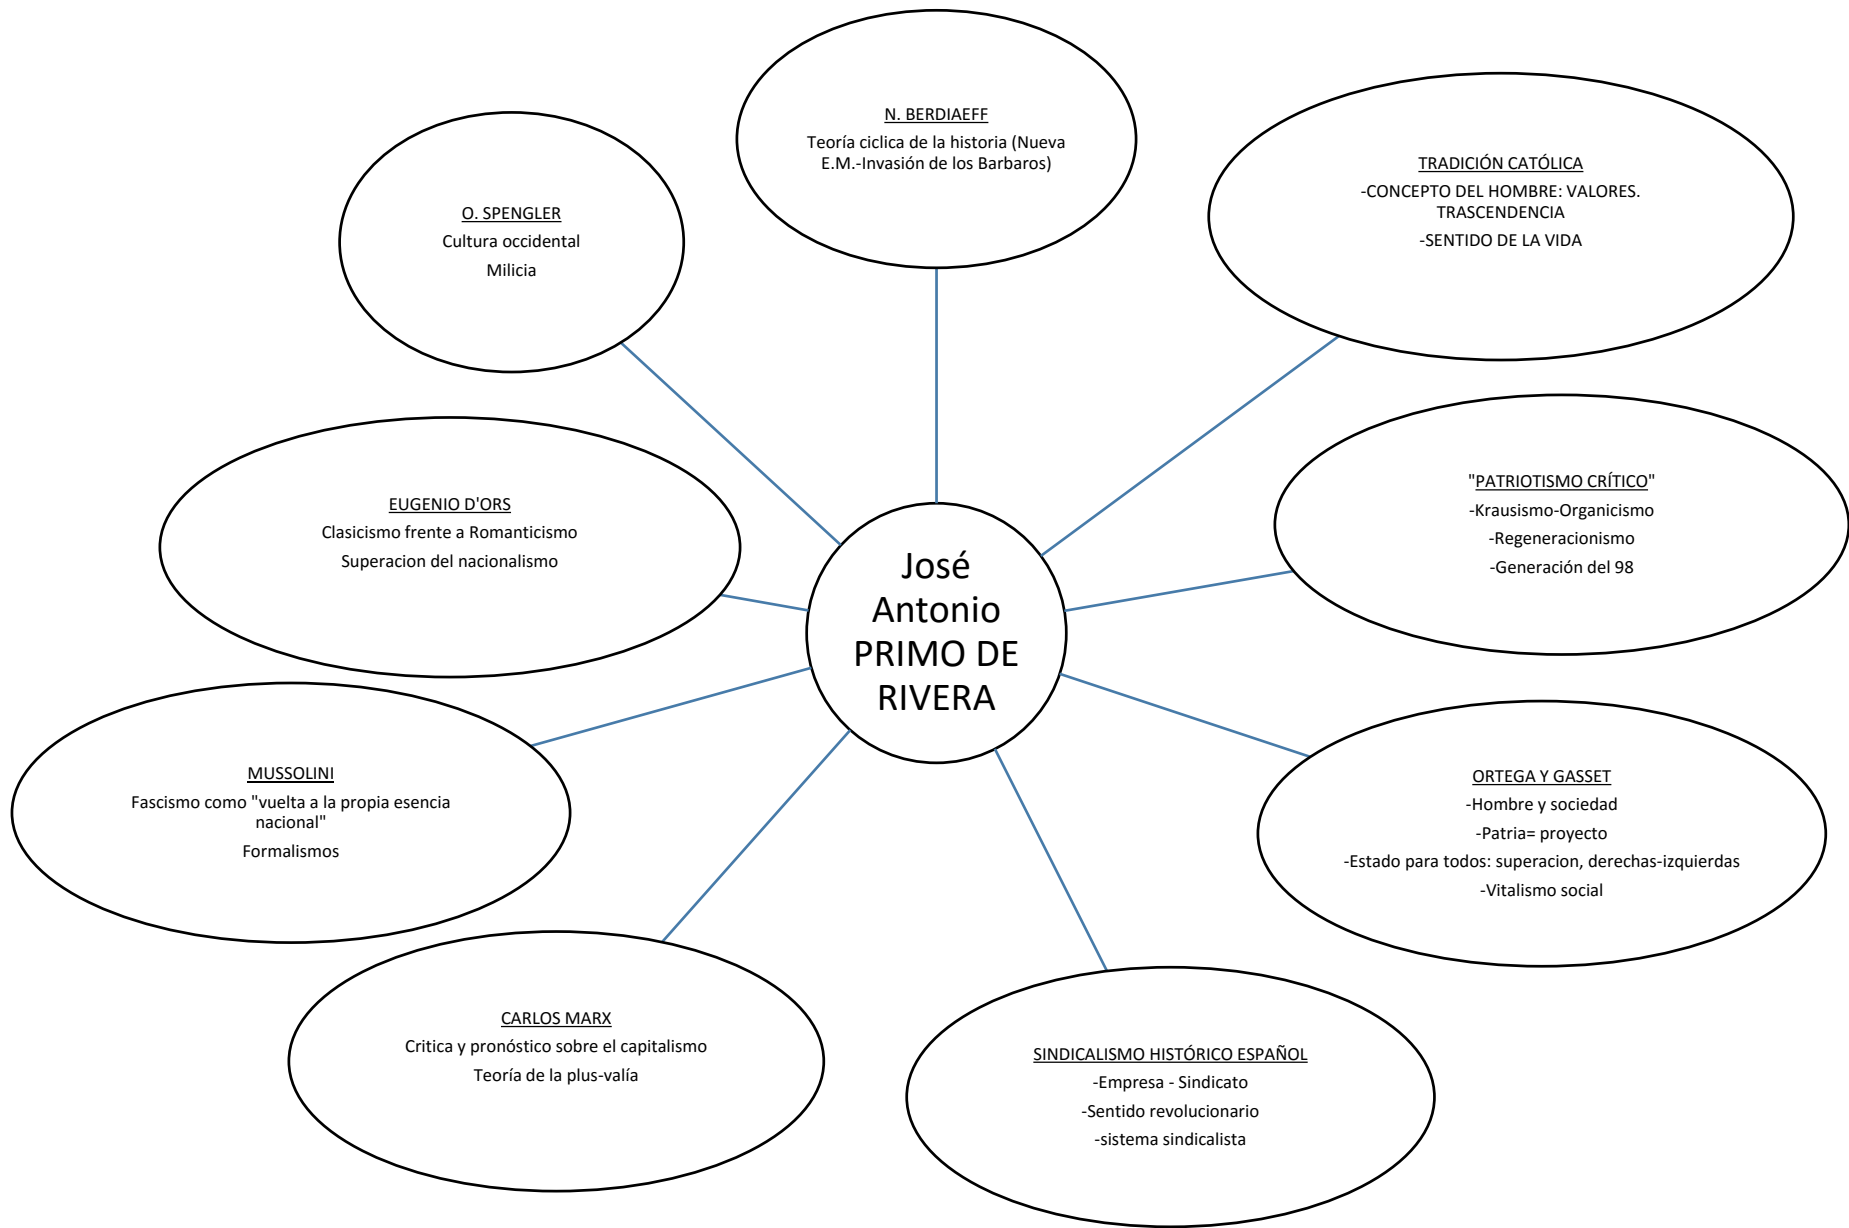 N. BERDIAEFF
Teoría ciclica de la historia (Nueva
E.M.-Invasión de los Barbaros)
TRADICIÓN CATÓLICA
-CONCEPTO DEL HOMBRE: VALORES.
TRASCENDENCIA
-SENTIDO DE LA VIDA
O. SPENGLER
Cultura occidental
Milicia
"PATRIOTISMO CRÍTICO"
-Krausismo-Organicismo
-Regeneracionismo
-Generación del 98
EUGENIO D'ORS
Clasicismo frente a Romanticismo
Superacion del nacionalismo
José
Antonio
PRIMO DE
RIVERA
MUSSOLINI
Fascismo como "vuelta a la propia esencia
nacional"
Formalismos
ORTEGA Y GASSET
-Hombre y sociedad
-Patria= proyecto
-Estado para todos: superacion, derechas-izquierdas
-Vitalismo social
CARLOS MARX
Critica y pronóstico sobre el capitalismo
Teoría de la plus-valía
SINDICALISMO HISTÓRICO ESPAÑOL
-Empresa - Sindicato
-Sentido revolucionario
-sistema sindicalista